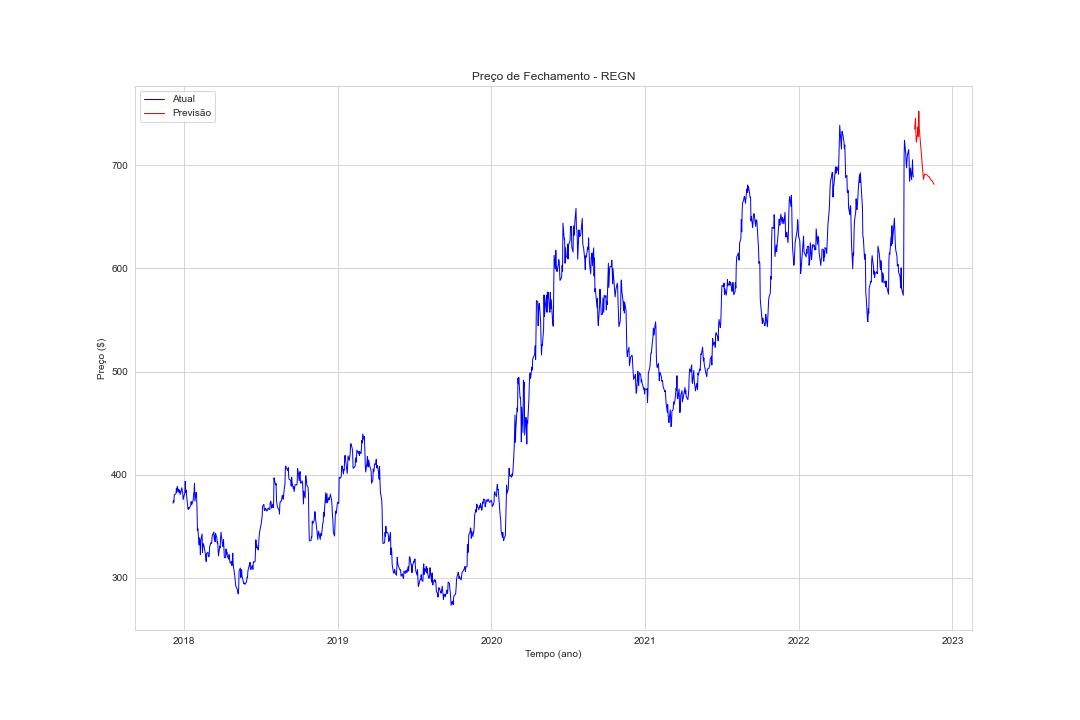 Preço de Fechamento - REGN
Atual
Previsão
700
600
500
400
300
Preço ($)
2018 2019 2020 2021 2022 2023
Tempo (ano)